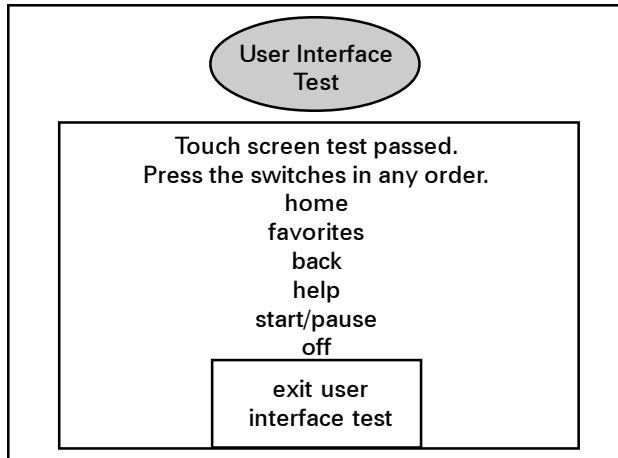 User Interface
Test
Touch screen test passed.
Press the switches in any order.
home
favorites
back
help
start/pause
off
exit user
interface test